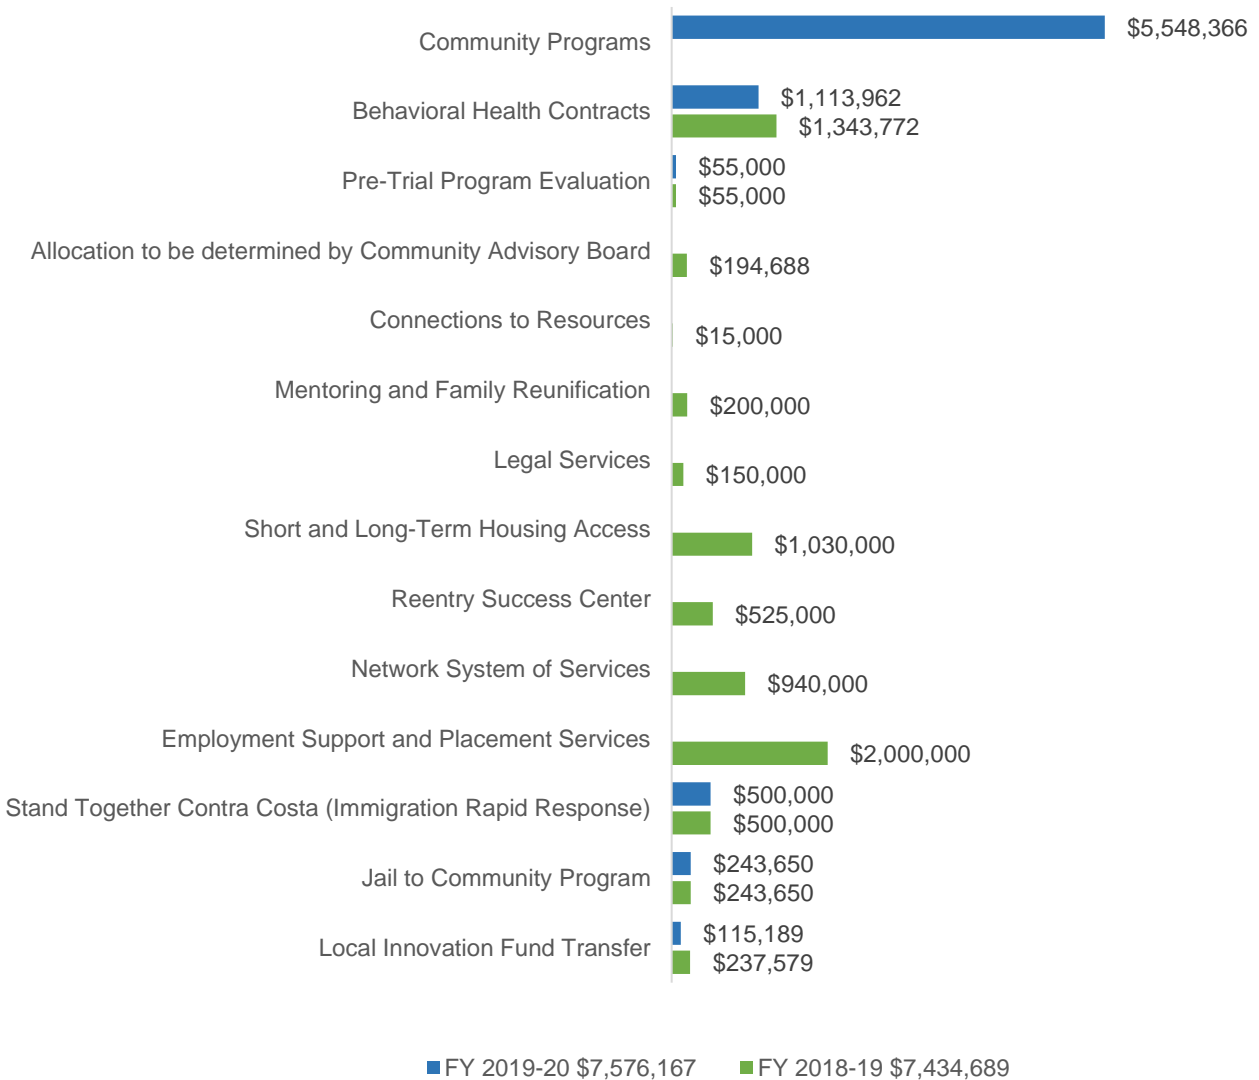 Community Programs
$5,548,366
Behavioral Health Contracts
$1,113,962
$1,343,772
Pre-Trial Program Evaluation
$55,000
$55,000
Allocation to be determined by Community Advisory Board
$194,688
Connections to Resources
$15,000
Mentoring and Family Reunification
$200,000
Legal Services
$150,000
Short and Long-Term Housing Access
$1,030,000
Reentry Success Center
$525,000
Network System of Services
$940,000
Employment Support and Placement Services
$2,000,000
Stand Together Contra Costa (Immigration Rapid Response)
$500,000
$500,000
Jail to Community Program
$243,650
$243,650
Local Innovation Fund Transfer
$115,189
$237,579
FY 2019-20 $7,576,167 FY 2018-19 $7,434,689